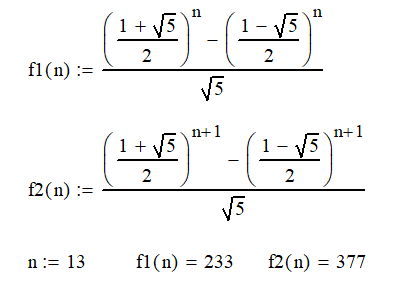 f1(n) := (((1 + √5)/2)^n − ((1 − √5)/2)^n)/√5
f2(n) := (((1 + √5)/2)^(n+1) − ((1 − √5)/2)^(n+1))/√5
n := 13 f1(n) = 233 f2(n) = 377